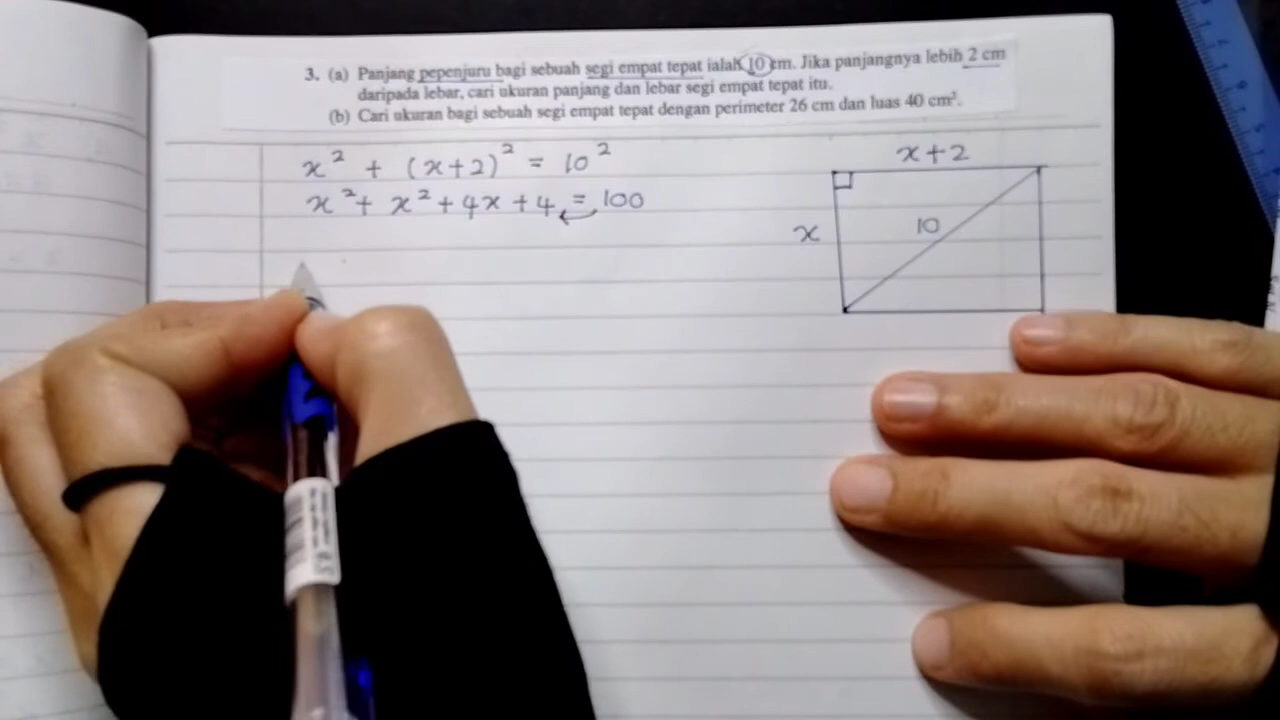 3. (a) Panjang pepenjuru bagi sebuah segi empat tepat ialah 10 cm. Jika panjangnya lebih 2 cm
daripada lebar, cari ukuran panjang dan lebar segi empat tepat itu.
(b) Cari ukuran bagi sebuah segi empat tepat dengan perimeter 26 cm dan luas 40 cm².
x² + (x+2)² = 10²
x² + x² + 4x + 4 = 100
x+2
x
10